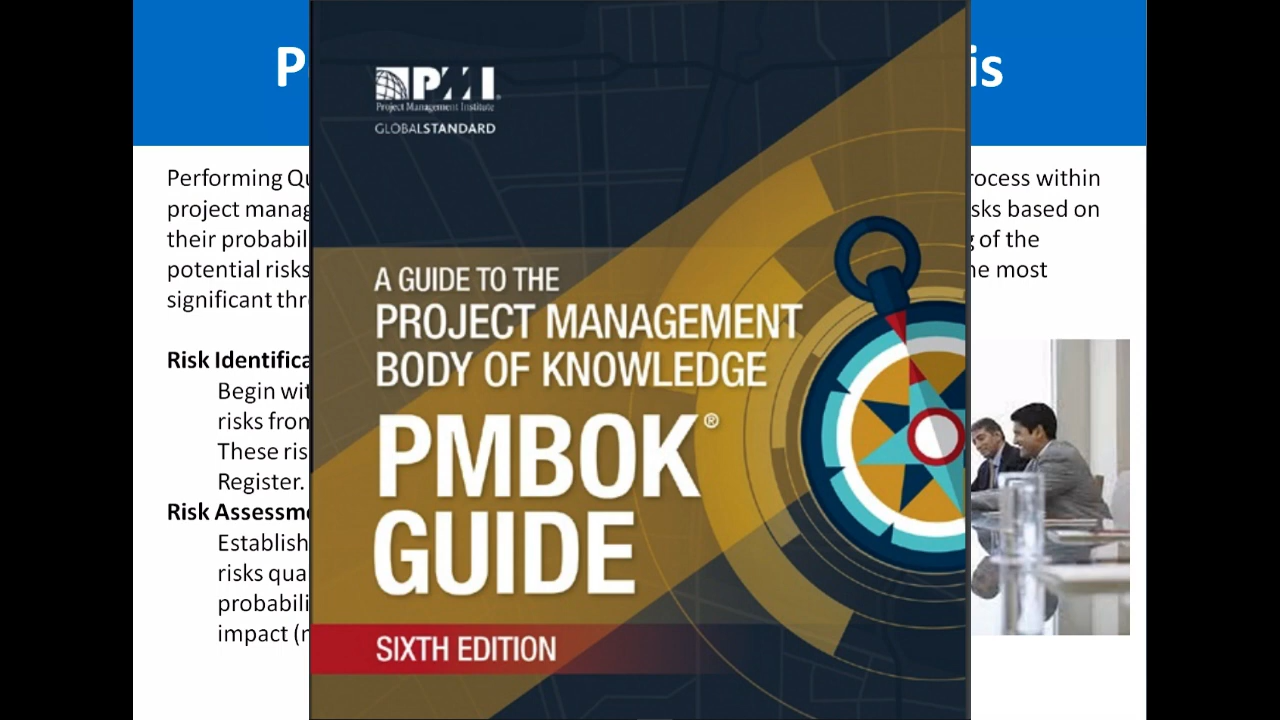 P
is
PMI
Project Management Institute
GLOBALSTANDARD
A GUIDE TO THE
PROJECT MANAGEMENT
BODY OF KNOWLEDGE
PMBOK®
GUIDE
SIXTH EDITION
Performing Qu
rocess within
project manag
sks based on
their probabil
g of the
potential risks
he most
significant thr
Risk Identifica
Begin wit
risks from
These ris
Register.
Risk Assessme
Establish
risks qua
probabili
impact (n